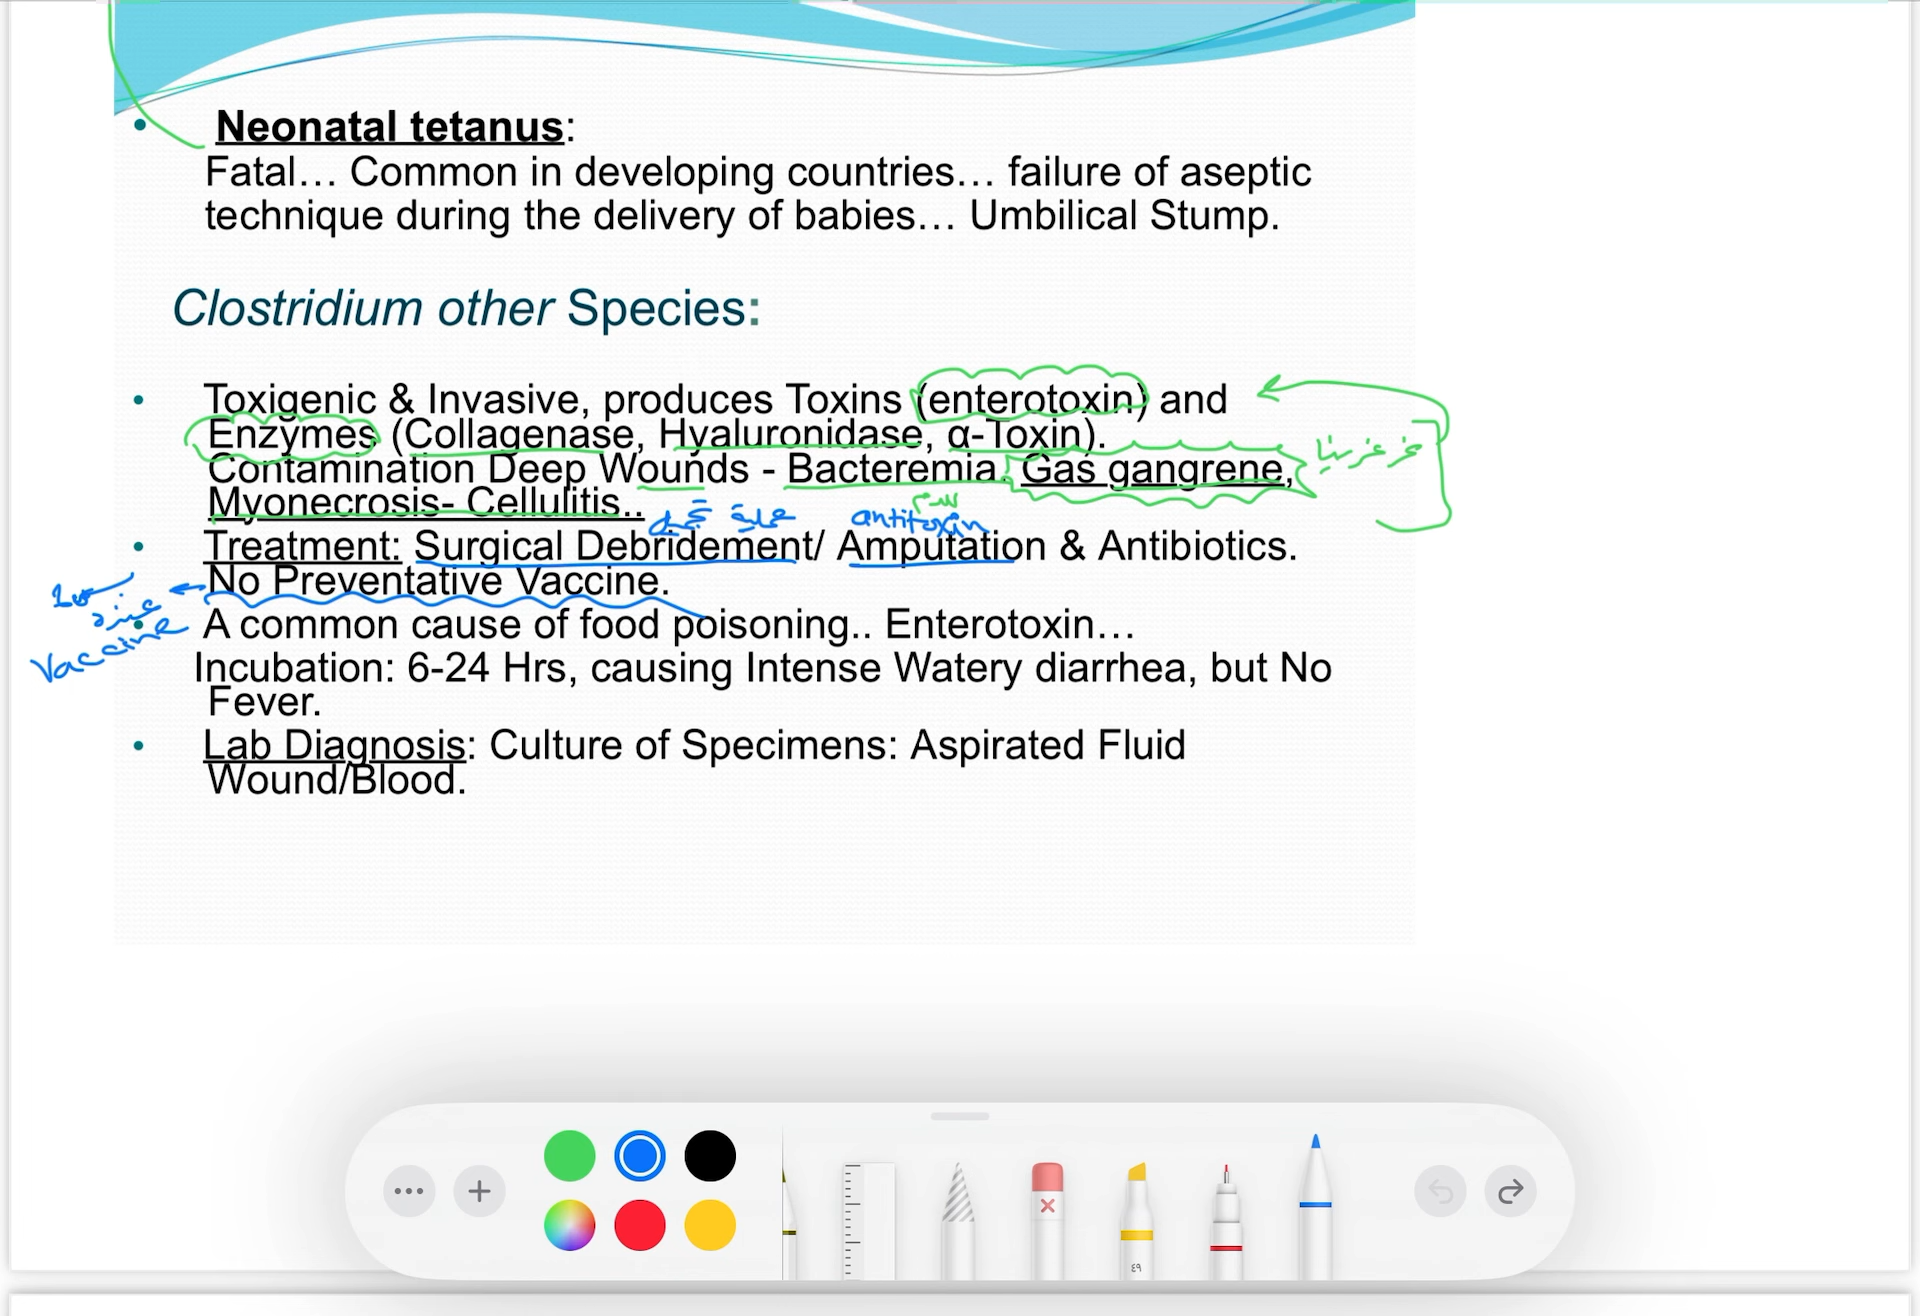 • Neonatal tetanus:
Fatal… Common in developing countries… failure of aseptic
technique during the delivery of babies… Umbilical Stump.
Clostridium other Species:
• Toxigenic & Invasive, produces Toxins (enterotoxin) and
Enzymes (Collagenase, Hyaluronidase, α-Toxin).
غرغرينا
Contamination Deep Wounds - Bacteremia. Gas gangrene,
Myonecrosis- Cellulitis..
antitoxin
• Treatment: Surgical Debridement/ Amputation & Antibiotics.
No Preventative Vaccine.
عنده
vaccine
• A common cause of food poisoning.. Enterotoxin…
Incubation: 6-24 Hrs, causing Intense Watery diarrhea, but No
Fever.
• Lab Diagnosis: Culture of Specimens: Aspirated Fluid
Wound/Blood.
٤٩